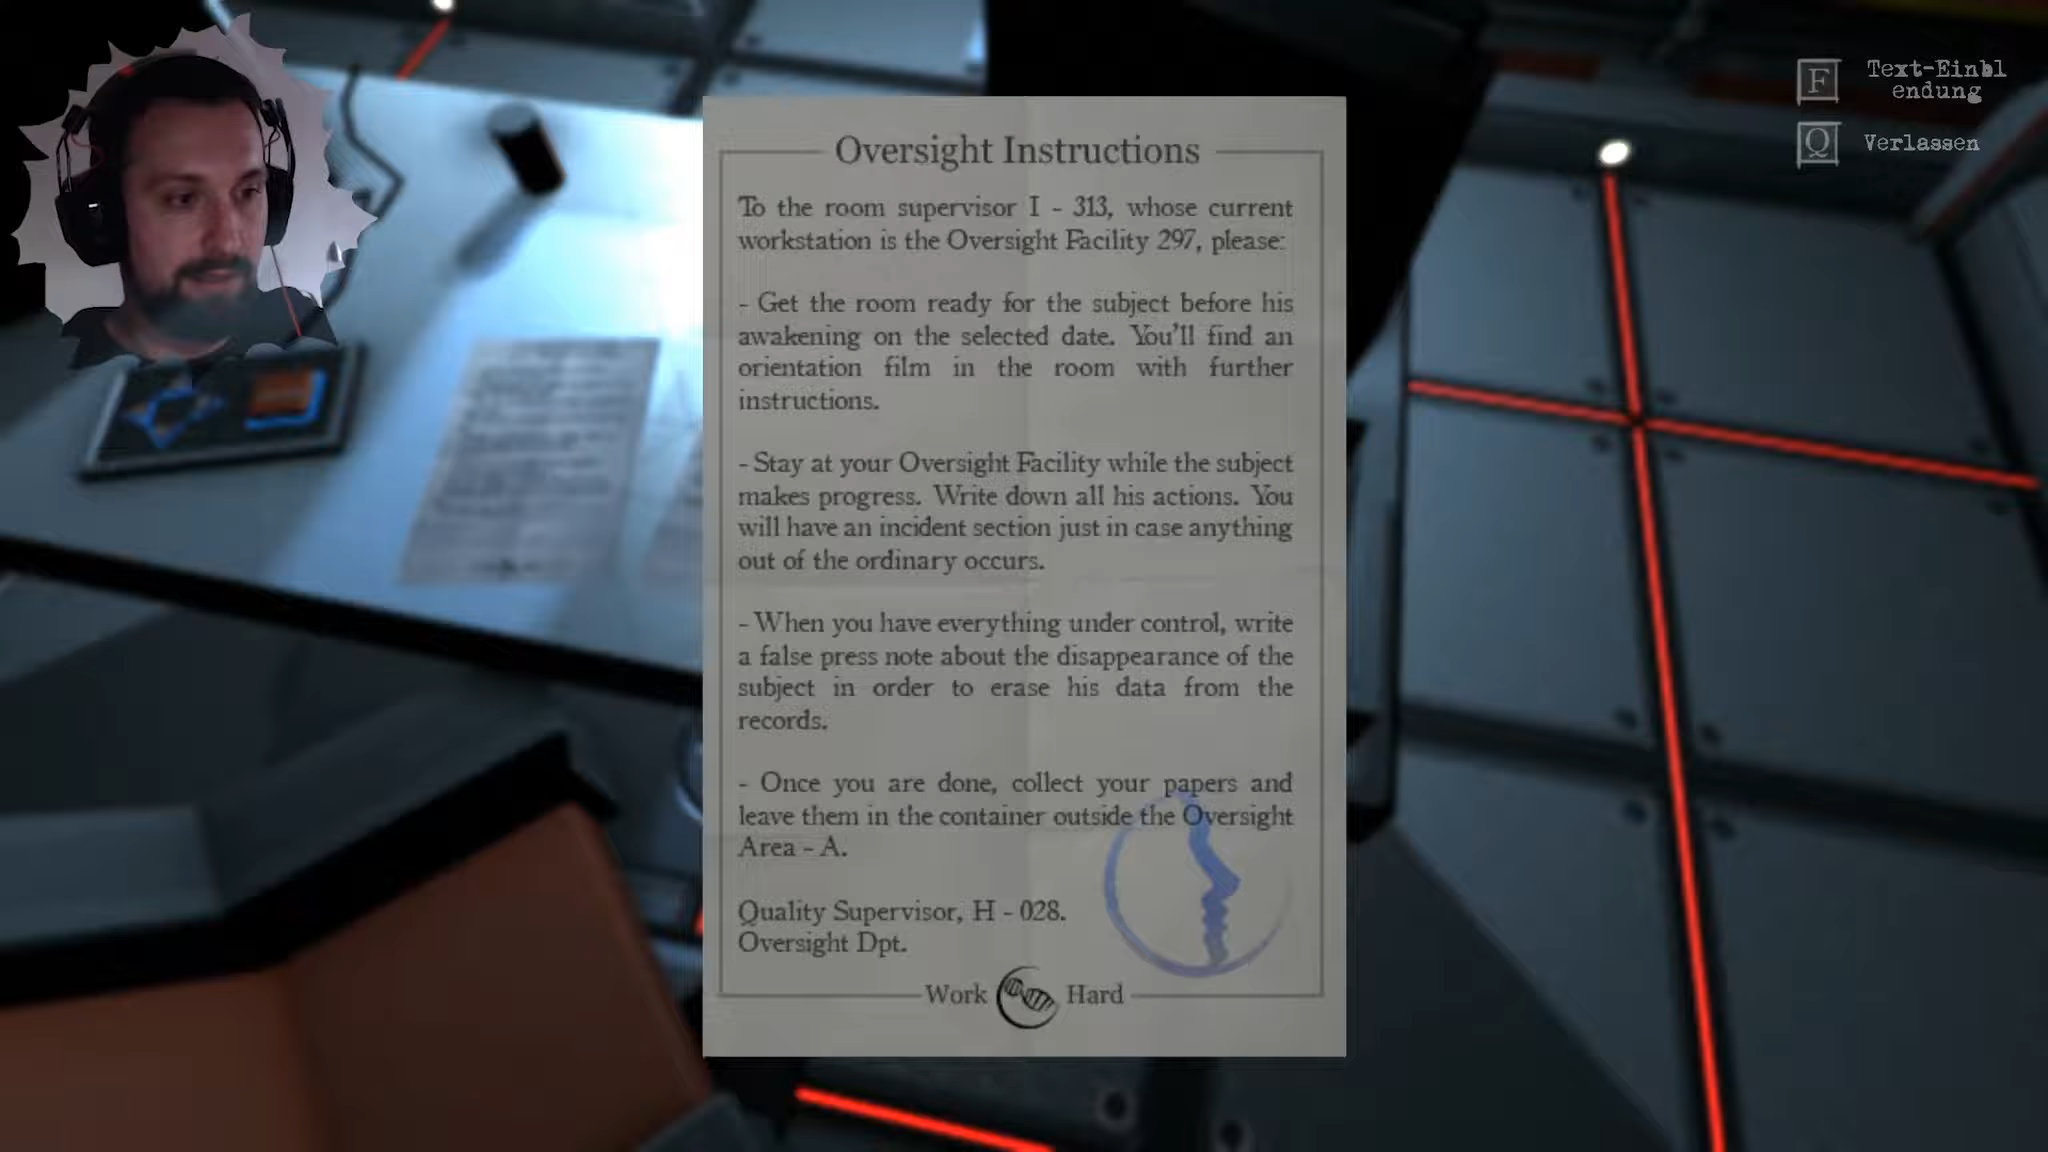 F Text-Einbl
endung
Q Verlassen
Oversight Instructions
To the room supervisor I - 313, whose current
workstation is the Oversight Facility 297, please:
- Get the room ready for the subject before his
awakening on the selected date. You'll find an
orientation film in the room with further
instructions.
- Stay at your Oversight Facility while the subject
makes progress. Write down all his actions. You
will have an incident section just in case anything
out of the ordinary occurs.
- When you have everything under control, write
a false press note about the disappearance of the
subject in order to erase his data from the
records.
- Once you are done, collect your papers and
leave them in the container outside the Oversight
Area - A.
Quality Supervisor, H - 028.
Oversight Dpt.
Work Hard